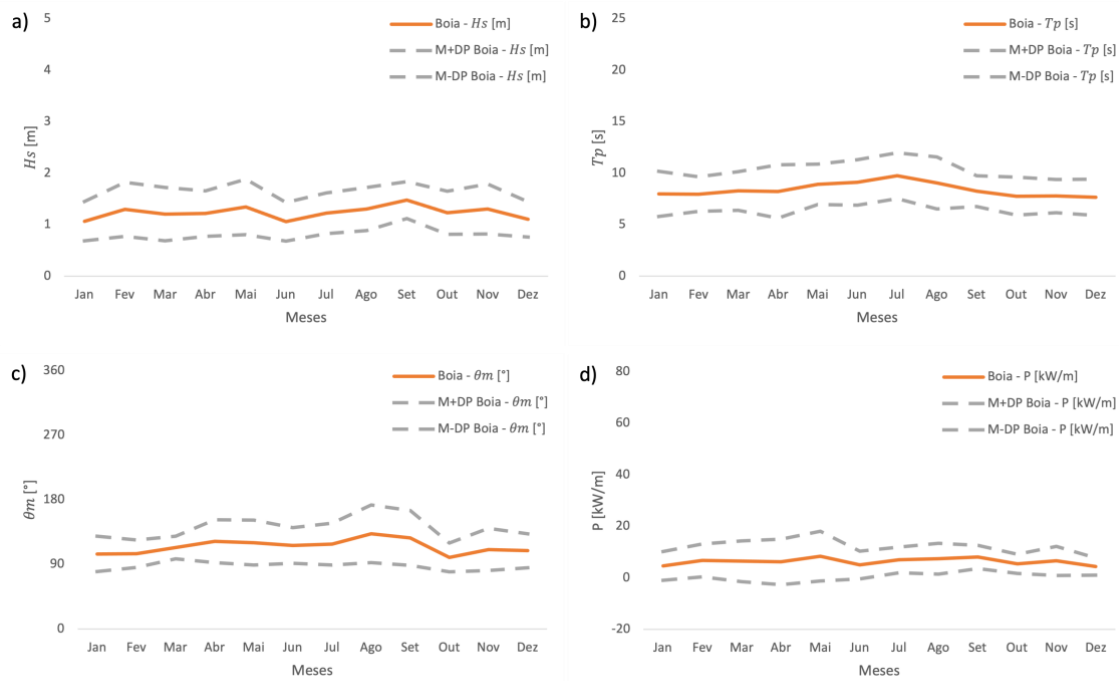 a)
5
4
3
2
1
0
Hs [m]
Boia - Hs [m]
M+DP Boia - Hs [m]
M-DP Boia - Hs [m]
Jan Fev Mar Abr Mai Jun Jul Ago Set Out Nov Dez
Meses
b)
25
20
15
10
5
0
Tp [s]
Boia - Tp [s]
M+DP Boia - Tp [s]
M-DP Boia - Tp [s]
Jan Fev Mar Abr Mai Jun Jul Ago Set Out Nov Dez
Meses
c)
360
270
180
90
0
θm [°]
Boia - θm [°]
M+DP Boia - θm [°]
M-DP Boia - θm [°]
Jan Fev Mar Abr Mai Jun Jul Ago Set Out Nov Dez
Meses
d)
80
60
40
20
0
-20
P [kW/m]
Boia - P [kW/m]
M+DP Boia - P [kW/m]
M-DP Boia - P [kW/m]
Jan Fev Mar Abr Mai Jun Jul Ago Set Out Nov Dez
Meses